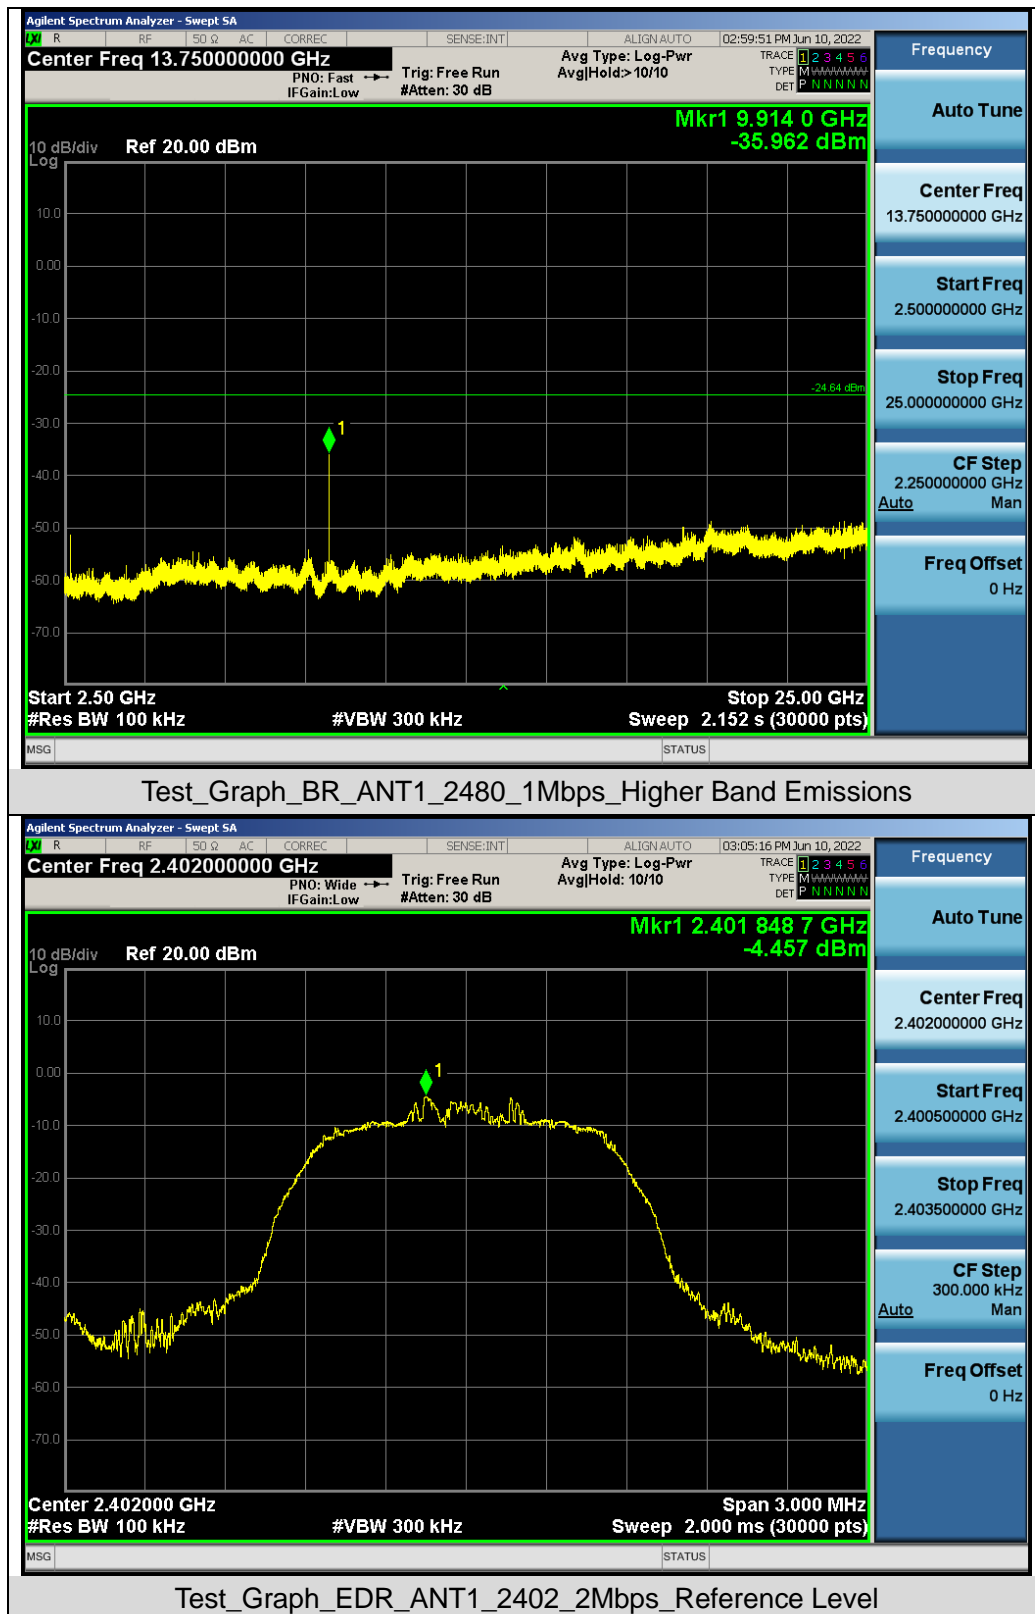 Agilent Spectrum Analyzer - Swept SA
LXI R RF 50 Ω AC CORREC SENSE:INT ALIGN AUTO 02:59:51 PM Jun 10, 2022
Center Freq 13.750000000 GHz
PNO: Fast
IFGain:Low
Trig: Free Run
#Atten: 30 dB
Avg Type: Log-Pwr
Avg|Hold:>10/10
TRACE 1 2 3 4 5 6
TYPE M
DET P N N N N N
Mkr1 9.914 0 GHz
-35.962 dBm
10 dB/div Ref 20.00 dBm
Log
10.0
0.00
-10.0
-20.0
-24.64 dBm
-30.0
1
-40.0
-50.0
-60.0
-70.0
Start 2.50 GHz Stop 25.00 GHz
#Res BW 100 kHz #VBW 300 kHz Sweep 2.152 s (30000 pts)
MSG STATUS
Frequency
Auto Tune
Center Freq
13.750000000 GHz
Start Freq
2.500000000 GHz
Stop Freq
25.000000000 GHz
CF Step
2.250000000 GHz
Auto Man
Freq Offset
0 Hz
Test_Graph_BR_ANT1_2480_1Mbps_Higher Band Emissions
Agilent Spectrum Analyzer - Swept SA
LXI R RF 50 Ω AC CORREC SENSE:INT ALIGN AUTO 03:05:16 PM Jun 10, 2022
Center Freq 2.402000000 GHz
PNO: Wide
IFGain:Low
Trig: Free Run
#Atten: 30 dB
Avg Type: Log-Pwr
Avg|Hold: 10/10
TRACE 1 2 3 4 5 6
TYPE M
DET P N N N N N
Mkr1 2.401 848 7 GHz
-4.457 dBm
10 dB/div Ref 20.00 dBm
Log
10.0
0.00
1
-10.0
-20.0
-30.0
-40.0
-50.0
-60.0
-70.0
Center 2.402000 GHz Span 3.000 MHz
#Res BW 100 kHz #VBW 300 kHz Sweep 2.000 ms (30000 pts)
MSG STATUS
Frequency
Auto Tune
Center Freq
2.402000000 GHz
Start Freq
2.400500000 GHz
Stop Freq
2.403500000 GHz
CF Step
300.000 kHz
Auto Man
Freq Offset
0 Hz
Test_Graph_EDR_ANT1_2402_2Mbps_Reference Level